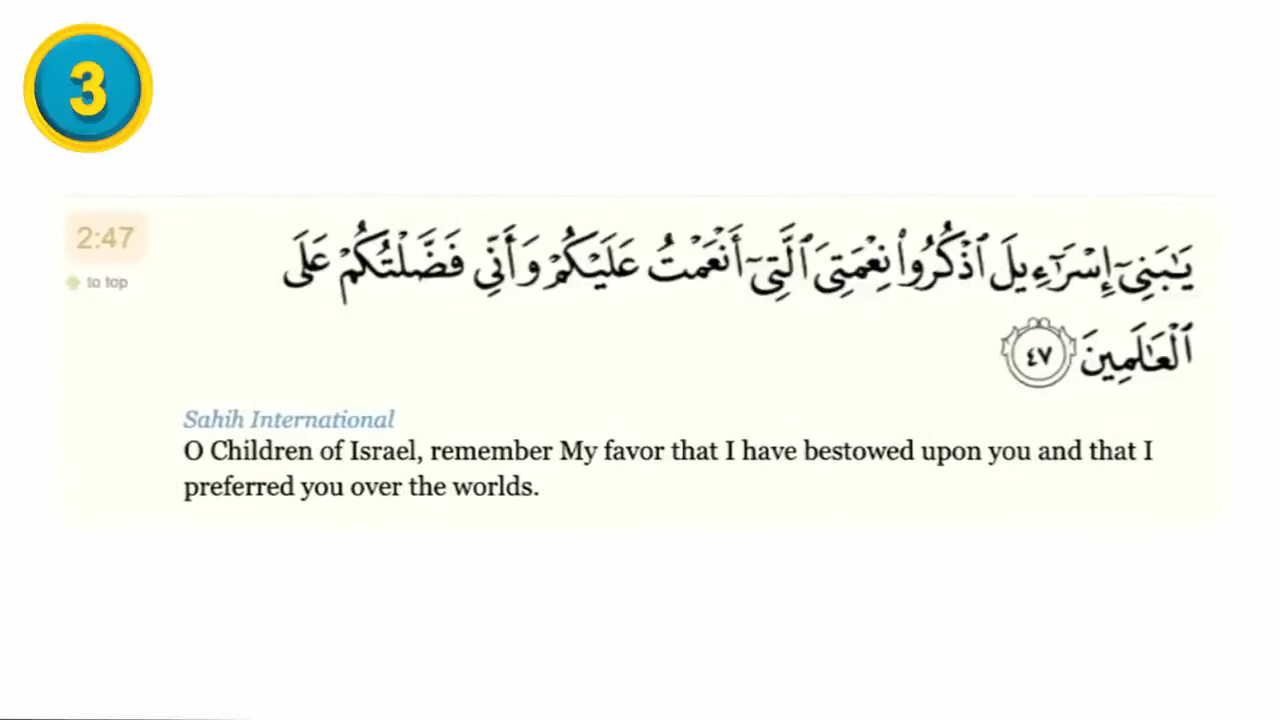 3
2:47
to top
يَـٰبَنِىٓ إِسْرَٰٓءِيلَ ٱذْكُرُوا۟ نِعْمَتِىَ ٱلَّتِىٓ أَنْعَمْتُ عَلَيْكُمْ وَأَنِّى فَضَّلْتُكُمْ عَلَى
ٱلْعَـٰلَمِينَ ٤٧
Sahih International
O Children of Israel, remember My favor that I have bestowed upon you and that I
preferred you over the worlds.